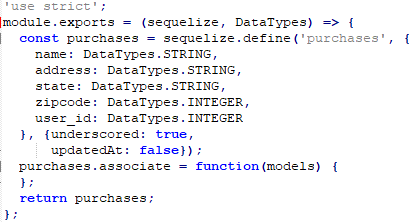 'use strict';
module.exports = (sequelize, DataTypes) => {
  const purchases = sequelize.define('purchases', {
    name: DataTypes.STRING,
    address: DataTypes.STRING,
    state: DataTypes.STRING,
    zipcode: DataTypes.INTEGER,
    user_id: DataTypes.INTEGER
  }, {underscored: true,
      updatedAt: false});
  purchases.associate = function(models) {
  };
  return purchases;
};